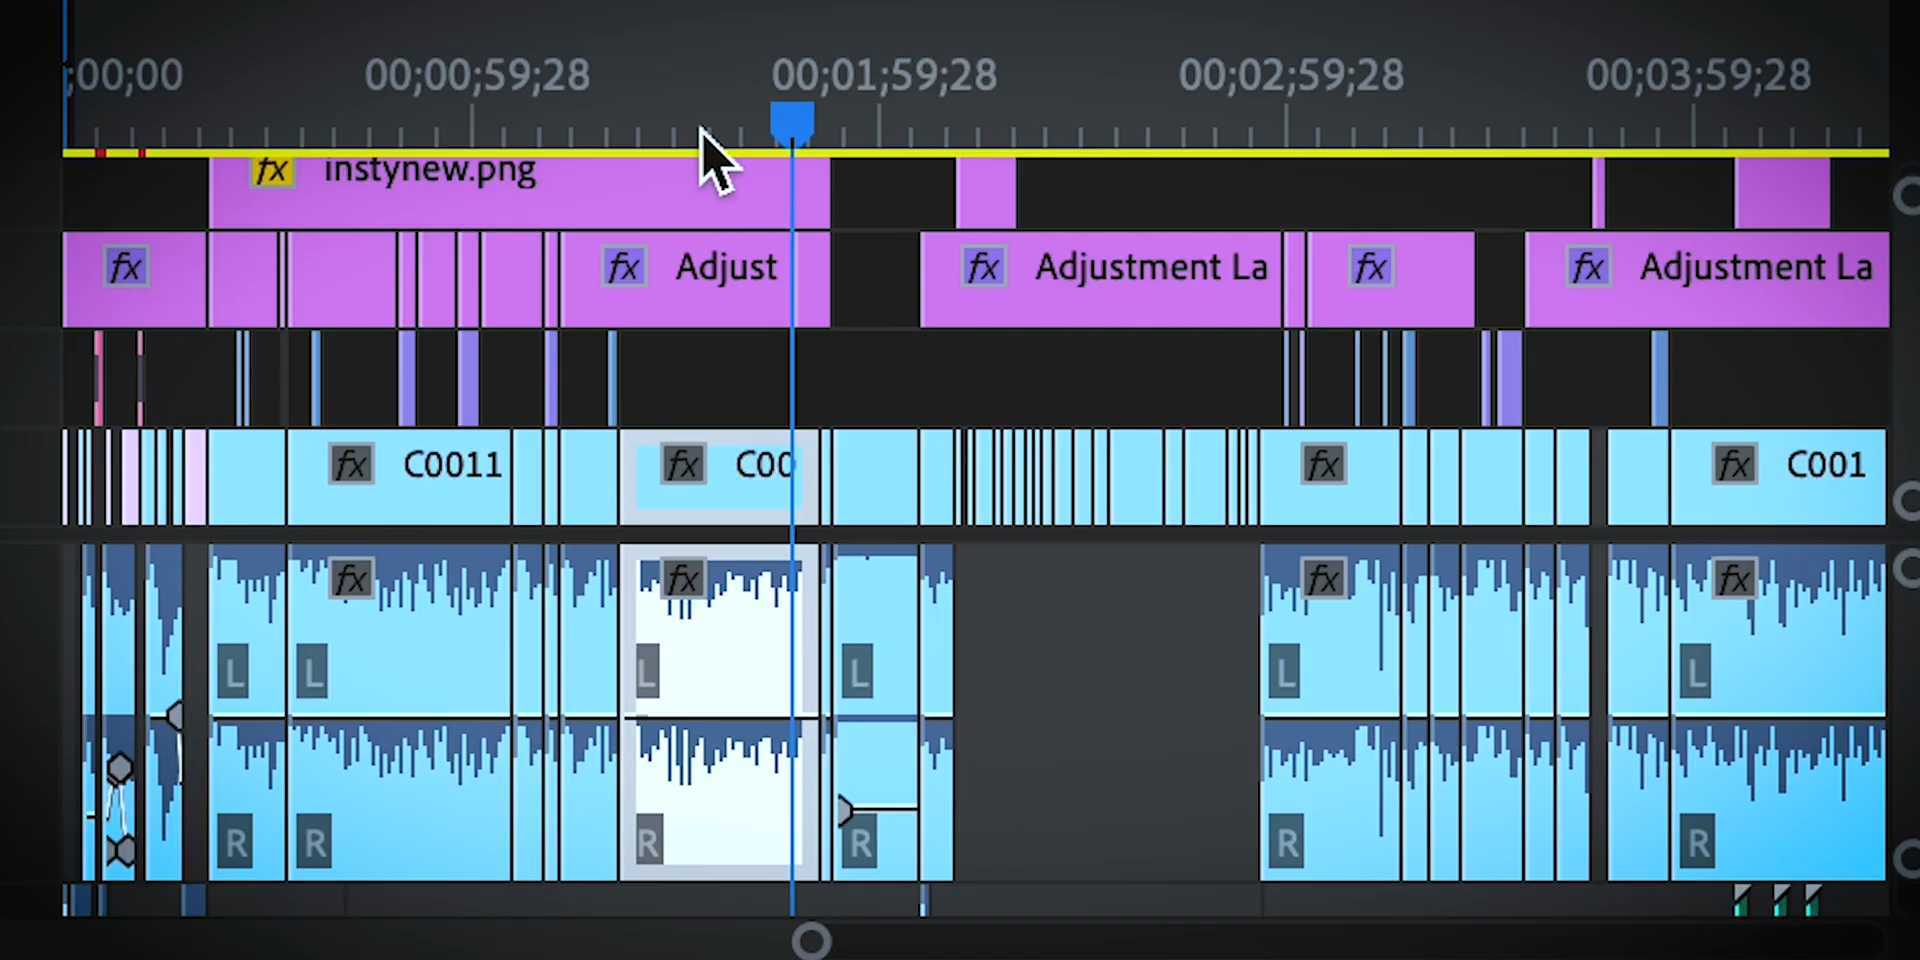 ;00;00 00;00;59;28 00;01;59;28 00;02;59;28 00;03;59;28
fx instynew.png
fx fx Adjust fx Adjustment La fx fx Adjustment La
fx C0011 fx C00 fx fx C001
fx fx fx fx
L L L L L L
R R R R R R